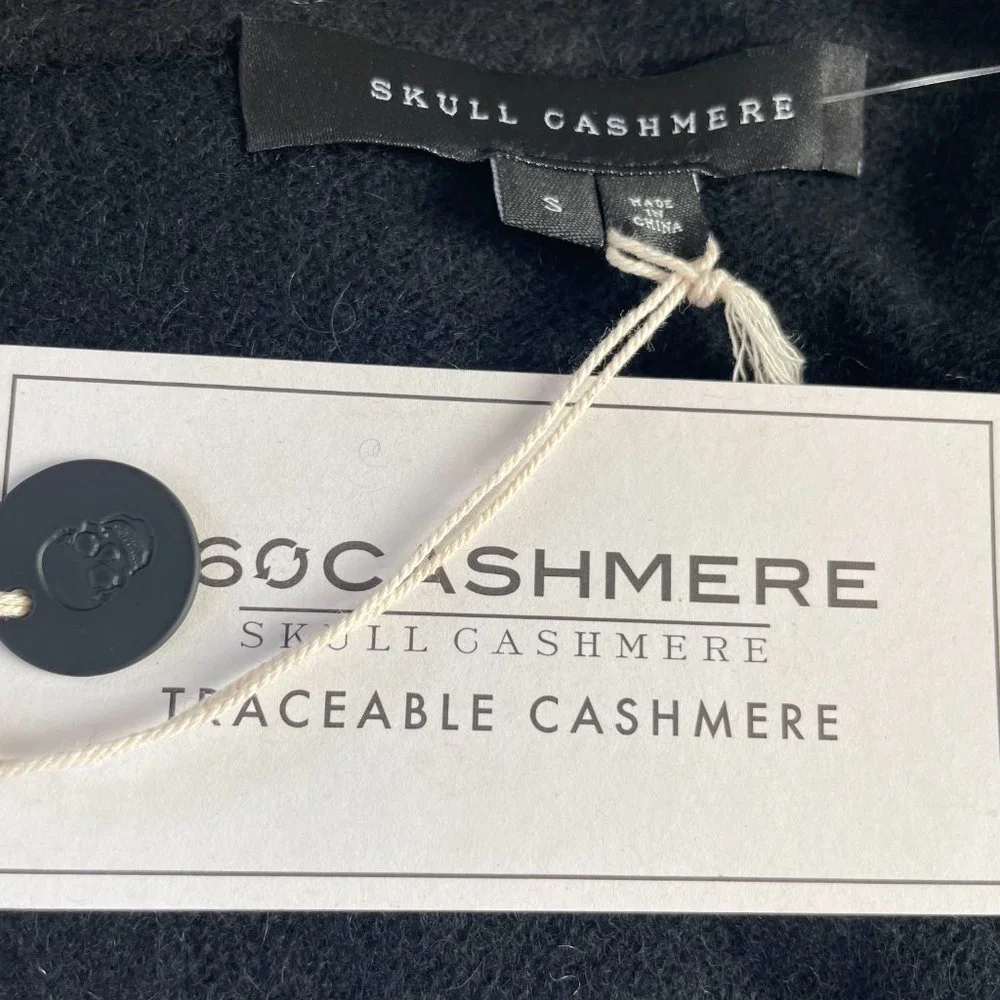 SKULL CASHMERE
S
MADE
IN
CHINA
60CASHMERE
SKULL CASHMERE
TRACEABLE CASHMERE